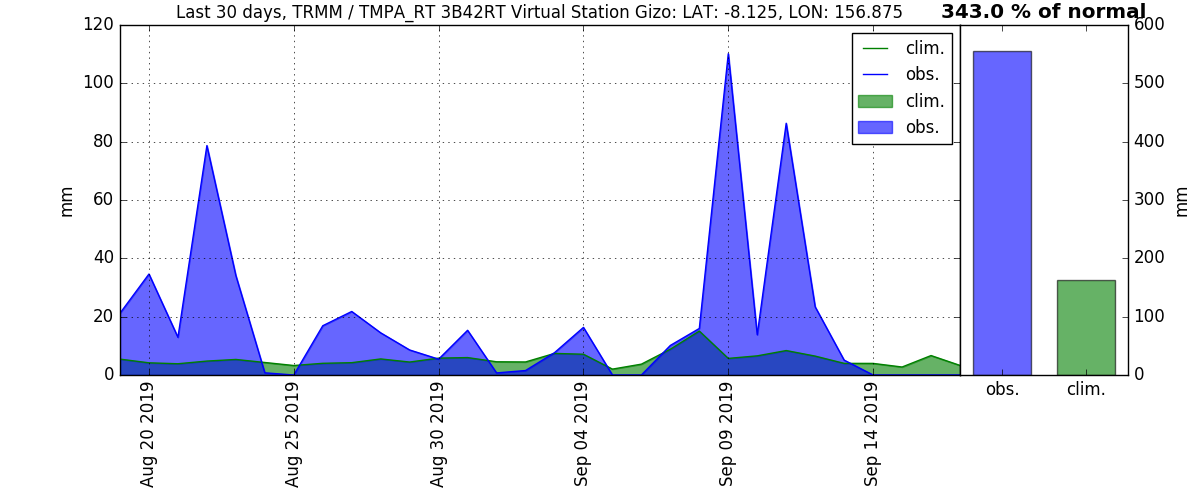 Last 30 days, TRMM / TMPA_RT 3B42RT Virtual Station Gizo: LAT: -8.125, LON: 156.875
343.0 % of normal
120
100
80
60
40
20
0
mm
clim.
obs.
clim.
obs.
Aug 20 2019
Aug 25 2019
Aug 30 2019
Sep 04 2019
Sep 09 2019
Sep 14 2019
600
500
400
300
200
100
0
mm
obs.
clim.